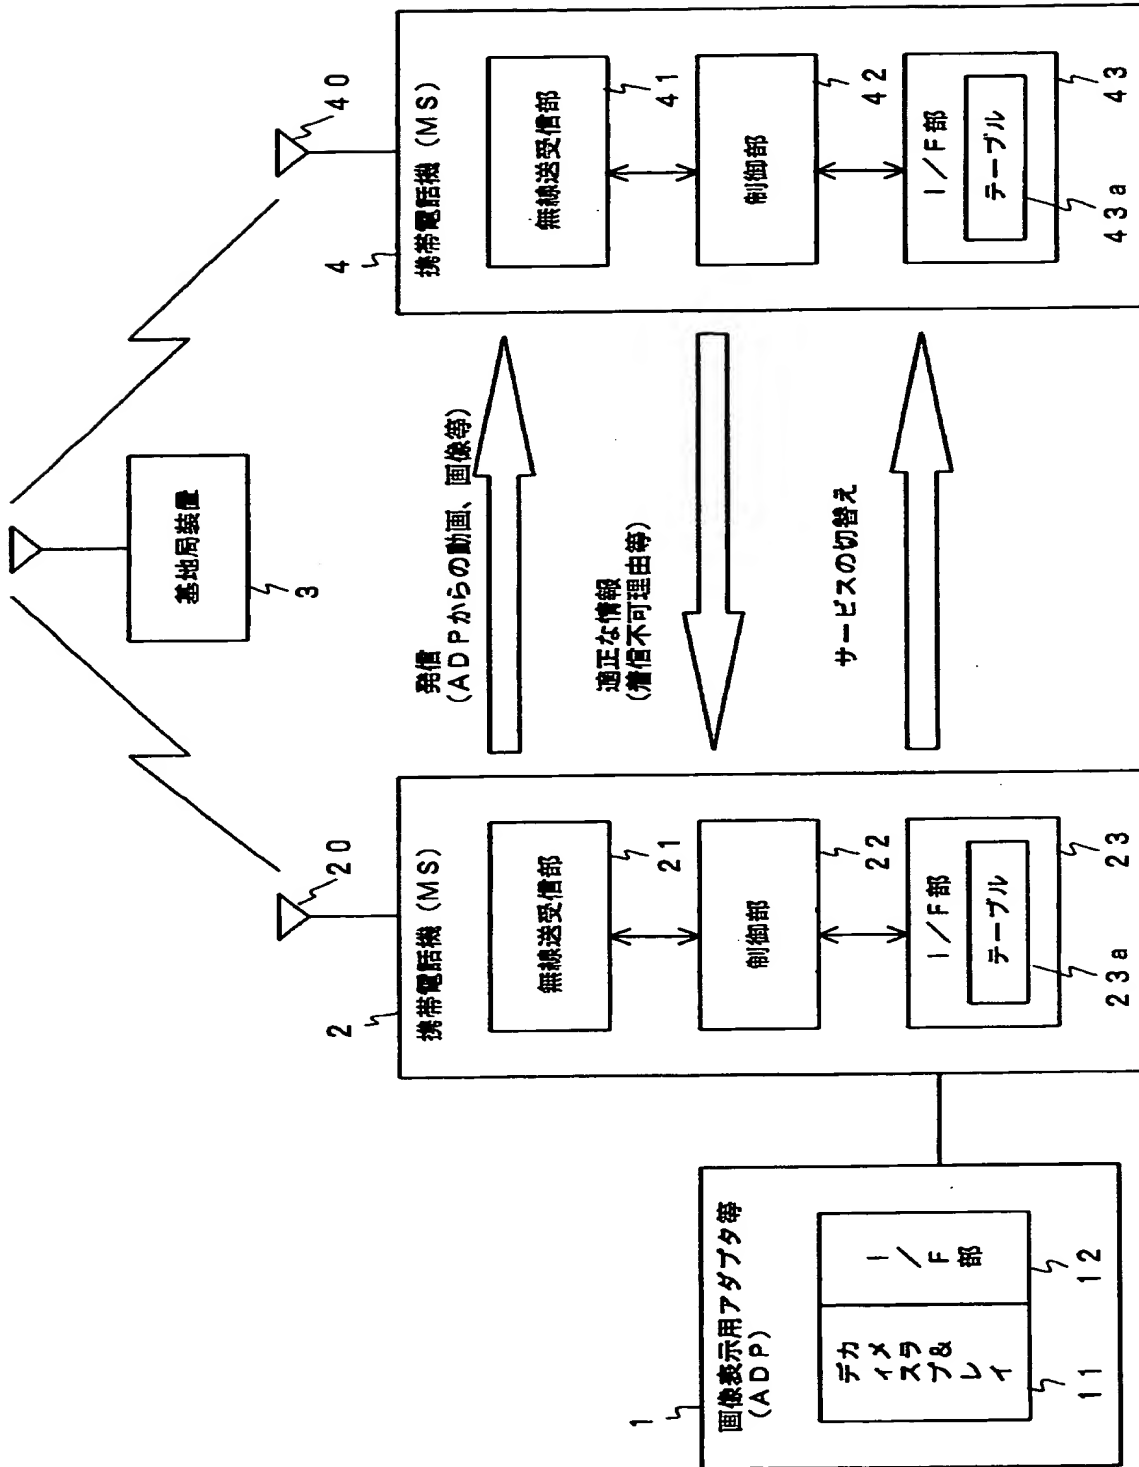 基地局装置
3
20
40
携帯電話機(MS)
2
無線送受信部
21
制御部
22
I/F部
テーブル
23
23a
発信
(ADPからの動画、画像等)
適正な情報
(着信不可理由等)
サービスの切替え
携帯電話機(MS)
4
無線送受信部
41
制御部
42
I/F部
テーブル
43
43a
1
画像表示用アダプタ等
(ADP)
カメラ&
ディスプレイ
11
I/F部
12